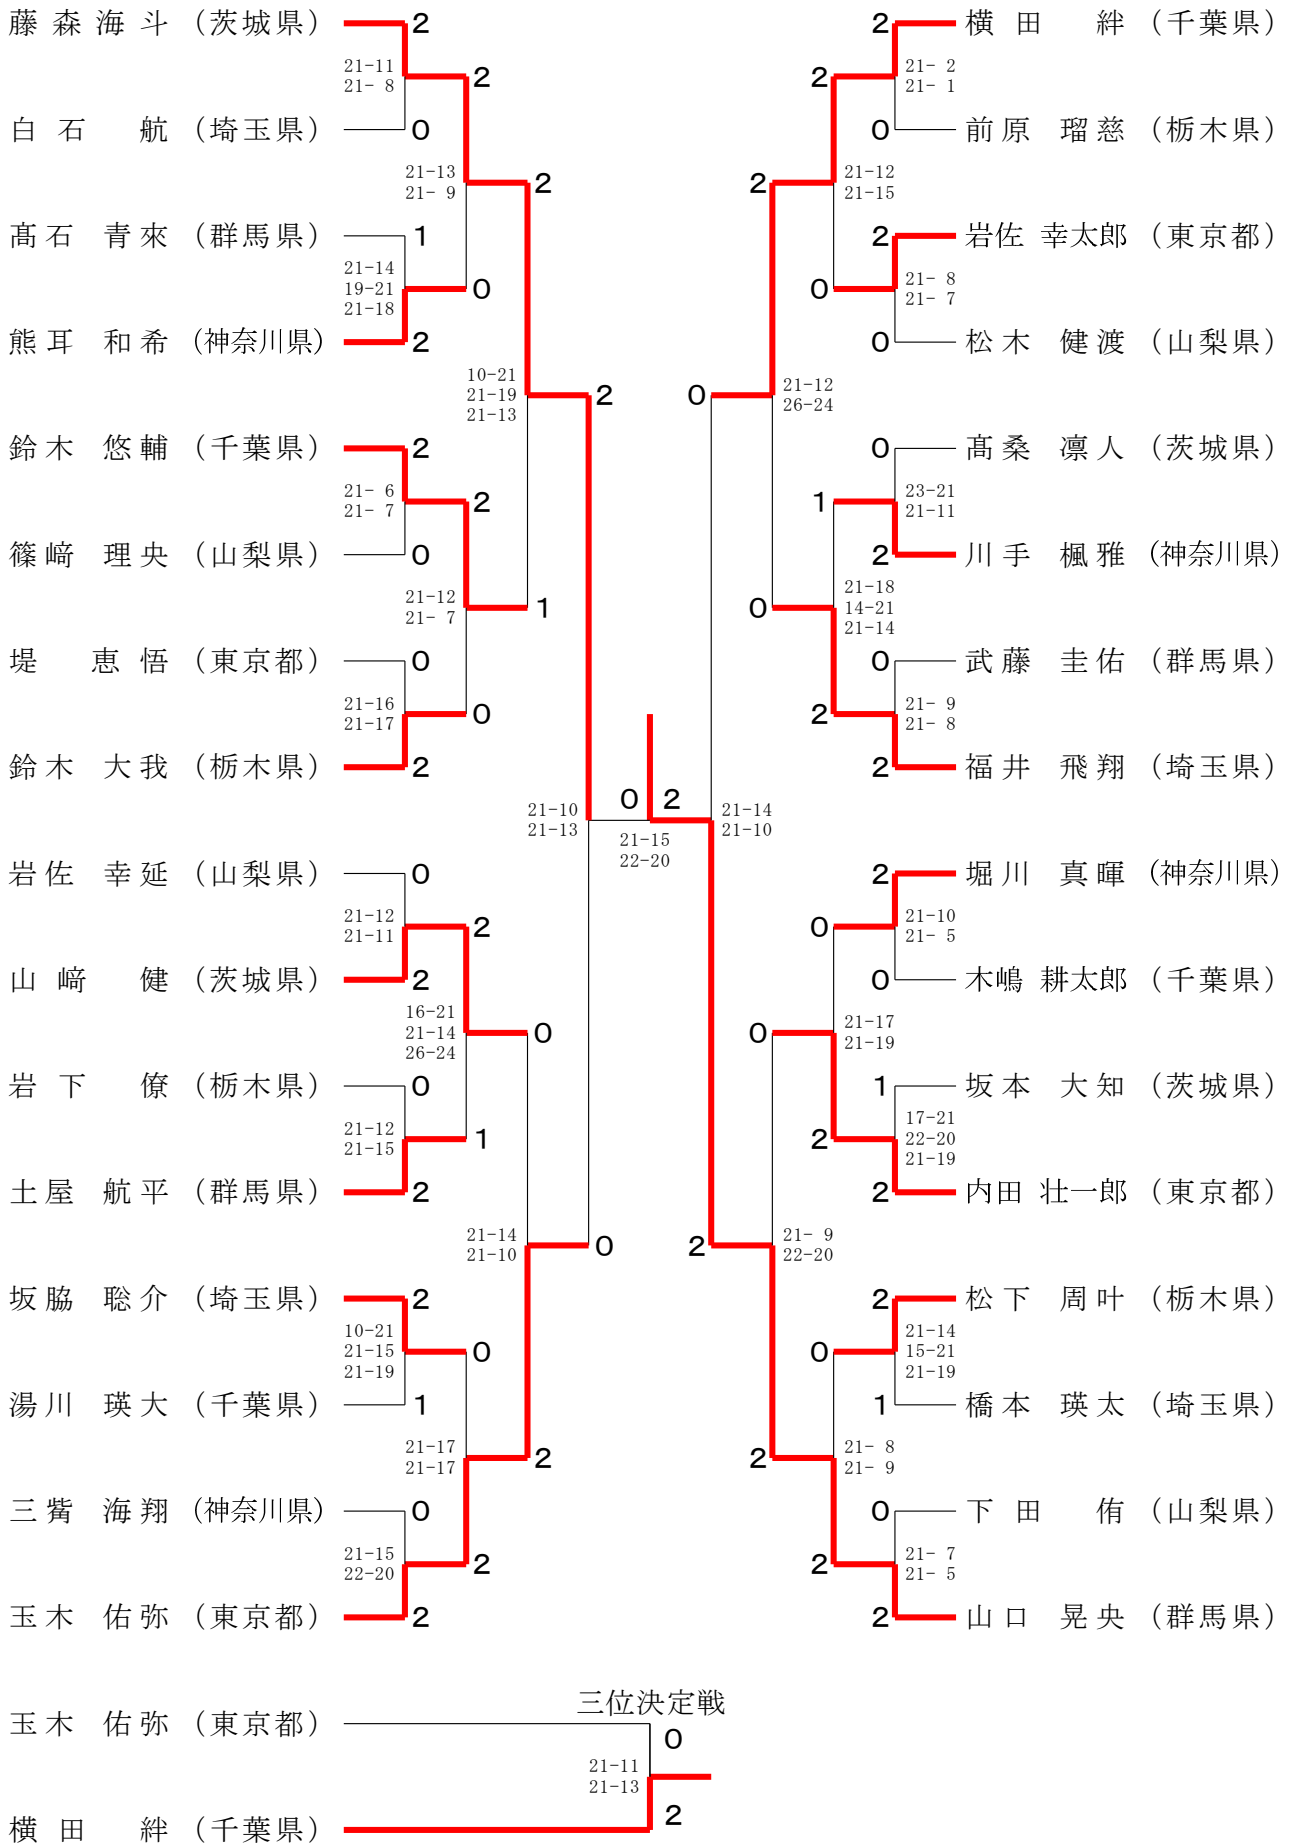 藤森海斗（茨城県） 2 2 横田 絆（千葉県）
21-11 2 2 21- 2
21- 8 21- 1
白石 航（埼玉県） 0 0 前原 瑠慈（栃木県）
21-13 2 2 21-12
21- 9 21-15
髙石 青來（群馬県） 1 2 岩佐 幸太郎（東京都）
21-14 21- 8
19-21 0 0 21- 7
21-18
熊耳 和希（神奈川県） 2 0 松木 健渡（山梨県）
10-21 21-12
21-19 2 0 26-24
21-13
鈴木 悠輔（千葉県） 2 0 髙桑 凛人（茨城県）
21- 6 2 1 23-21
21- 7 21-11
篠﨑 理央（山梨県） 0 2 川手 楓雅（神奈川県）
21-12 21-18
21- 7 1 0 14-21
21-14
堤 恵悟（東京都） 0 0 武藤 圭佑（群馬県）
21-16 21- 9
21-17 0 2 21- 8
鈴木 大我（栃木県） 2 2 福井 飛翔（埼玉県）
21-10 0 2 21-14
21-13 21-15 21-10
22-20
岩佐 幸延（山梨県） 0 2 堀川 真暉（神奈川県）
21-12 2 0 21-10
21-11 21- 5
山﨑 健（茨城県） 2 0 木嶋 耕太郎（千葉県）
16-21 21-17
21-14 0 0 21-19
26-24
岩下 僚（栃木県） 0 1 坂本 大知（茨城県）
21-12 17-21
21-15 1 2 22-20
21-19
土屋 航平（群馬県） 2 2 内田 壮一郎（東京都）
21-14 0 2 21- 9
21-10 22-20
坂脇 聡介（埼玉県） 2 2 松下 周叶（栃木県）
10-21 21-14
21-15 0 0 15-21
21-19 21-19
湯川 瑛大（千葉県） 1 1 橋本 瑛太（埼玉県）
21-17 2 2 21- 8
21-17 21- 9
三觜 海翔（神奈川県） 0 0 下田 侑（山梨県）
21-15 2 2 21- 7
22-20 21- 5
玉木 佑弥（東京都） 2 2 山口 晃央（群馬県）
三位決定戦
玉木 佑弥（東京都） 0
21-11
21-13
横田 絆（千葉県） 2